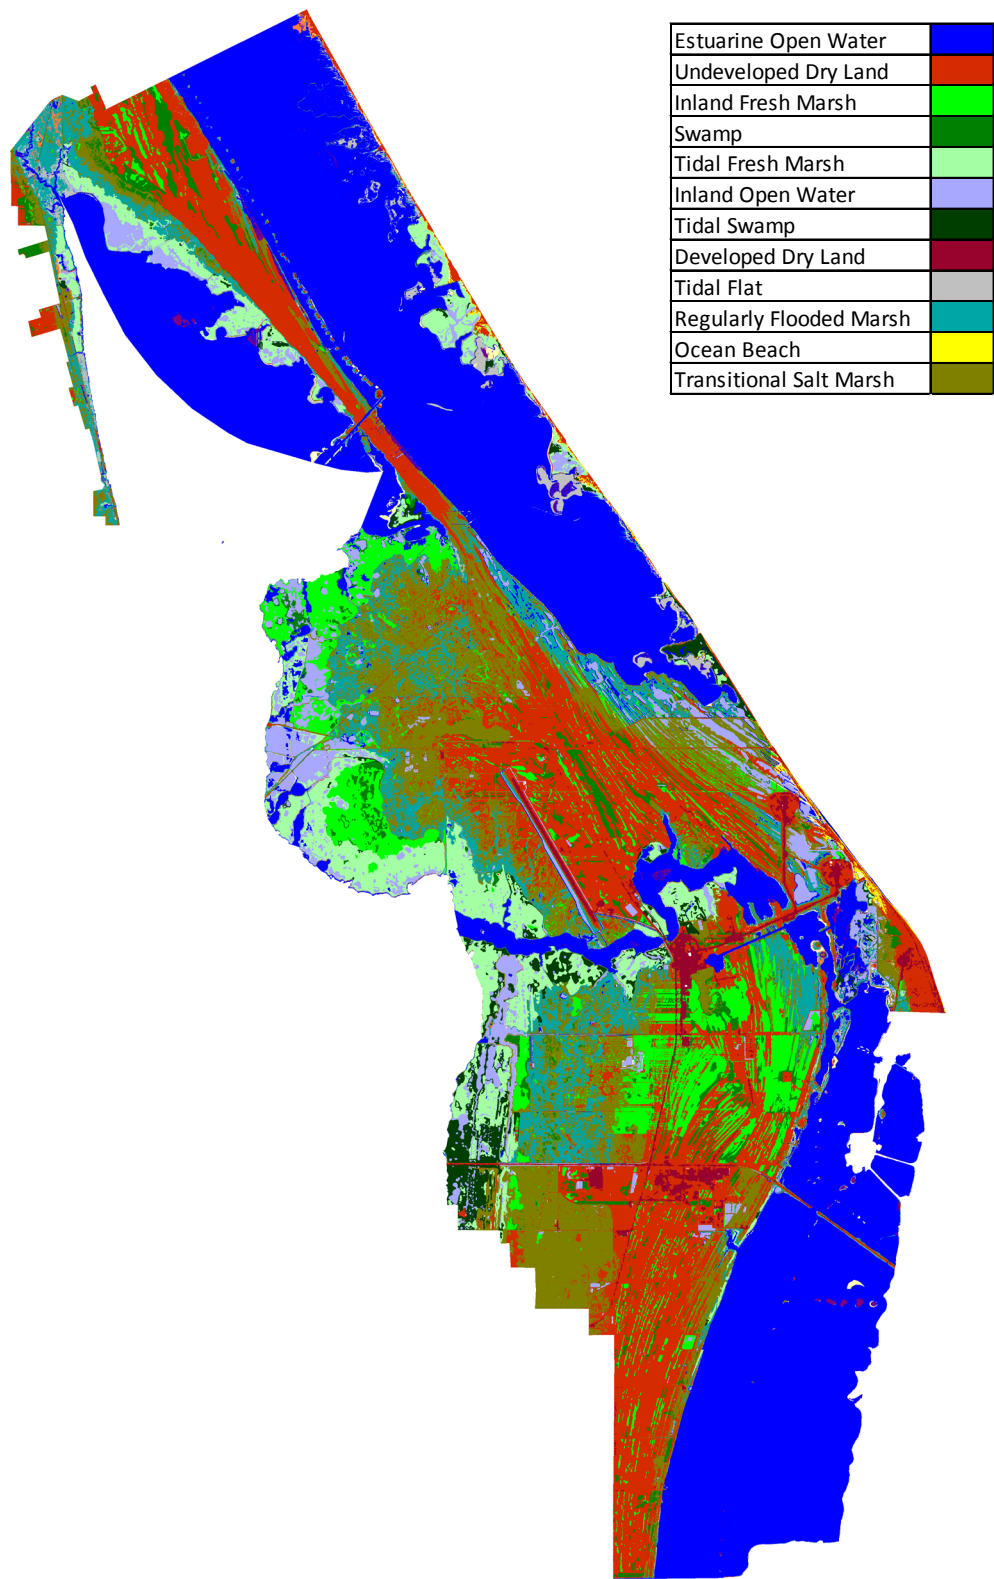 Estuarine Open Water
Undeveloped Dry Land
Inland Fresh Marsh
Swamp
Tidal Fresh Marsh
Inland Open Water
Tidal Swamp
Developed Dry Land
Tidal Flat
Regularly Flooded Marsh
Ocean Beach
Transitional Salt Marsh